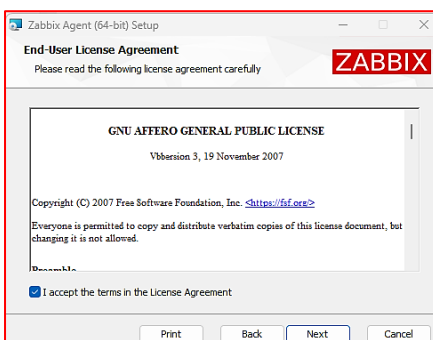 Zabbix Agent (64-bit) Setup
End-User License Agreement
Please read the following license agreement carefully
ZABBIX
GNU AFFERO GENERAL PUBLIC LICENSE
Vbbersion 3, 19 November 2007
Copyright (C) 2007 Free Software Foundation, Inc. <https://fsf.org/>
Everyone is permitted to copy and distribute verbatim copies of this license document, but
changing it is not allowed.
Preamble
I accept the terms in the License Agreement
Print
Back
Next
Cancel